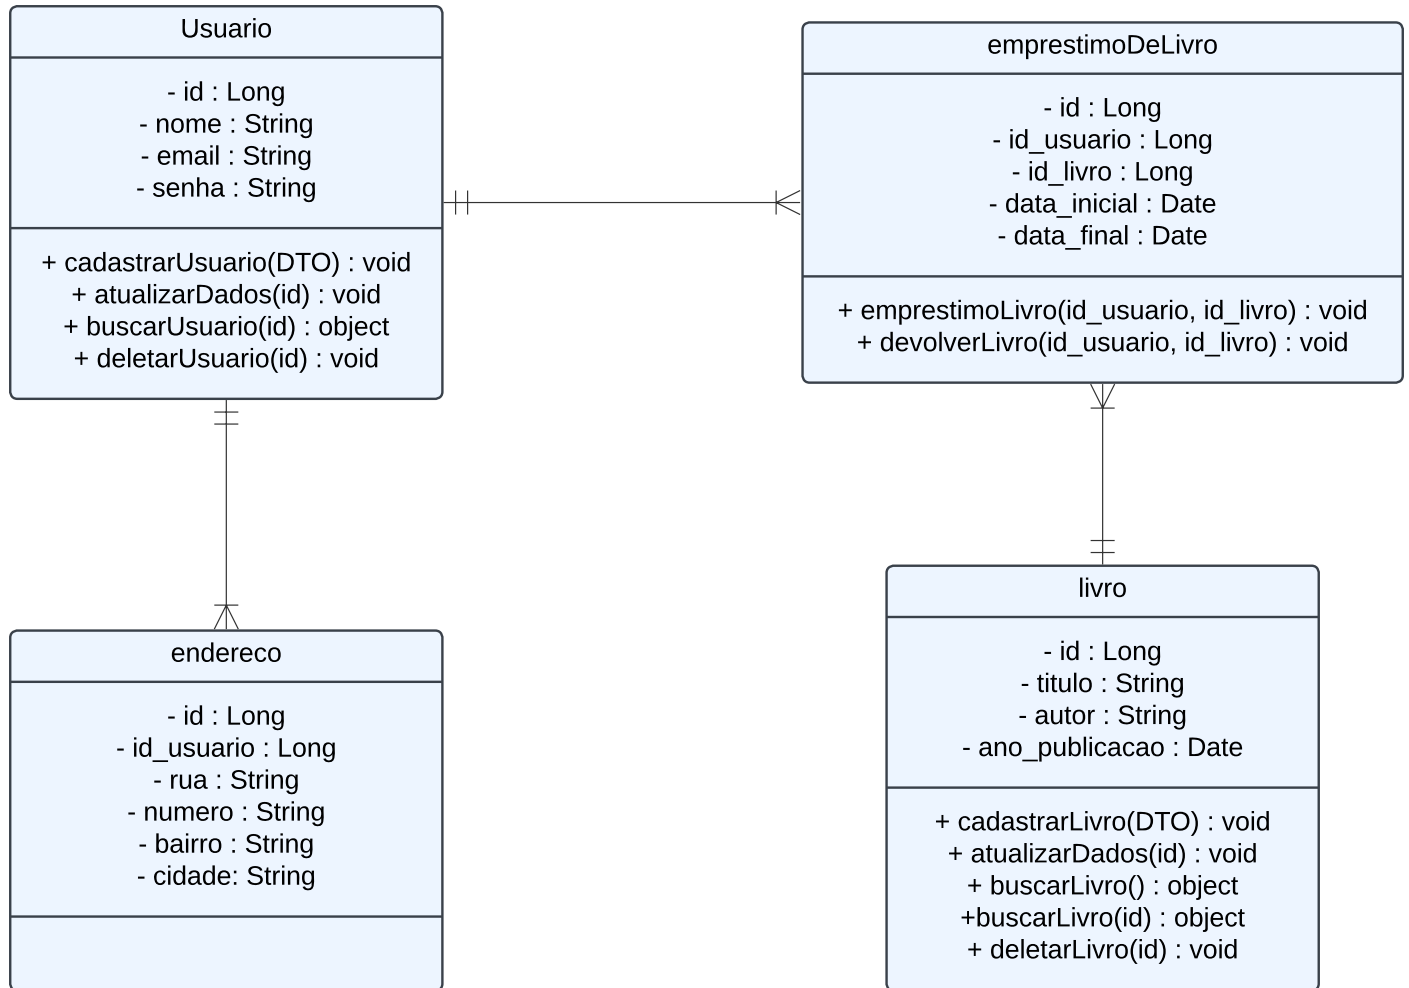 Usuario
- id : Long
- nome : String
- email : String
- senha : String
+ cadastrarUsuario(DTO) : void
+ atualizarDados(id) : void
+ buscarUsuario(id) : object
+ deletarUsuario(id) : void
emprestimoDeLivro
- id : Long
- id_usuario : Long
- id_livro : Long
- data_inicial : Date
- data_final : Date
+ emprestimoLivro(id_usuario, id_livro) : void
+ devolverLivro(id_usuario, id_livro) : void
endereco
- id : Long
- id_usuario : Long
- rua : String
- numero : String
- bairro : String
- cidade: String
livro
- id : Long
- titulo : String
- autor : String
- ano_publicacao : Date
+ cadastrarLivro(DTO) : void
+ atualizarDados(id) : void
+ buscarLivro() : object
+buscarLivro(id) : object
+ deletarLivro(id) : void